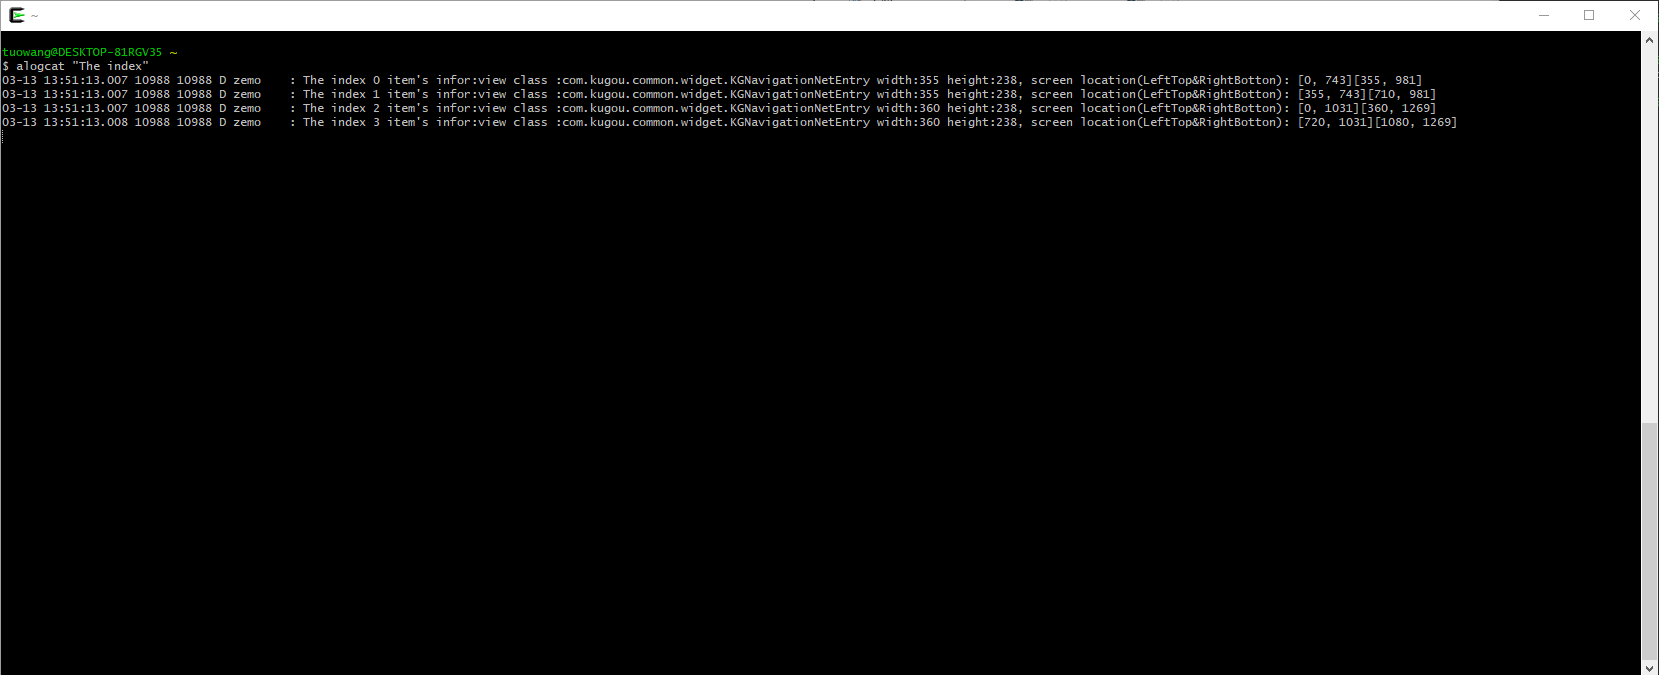 ~
tuowang@DESKTOP-81RGV35 ~
$ alogcat "The index"
03-13 13:51:13.007 10988 10988 D zemo    : The index 0 item's infor:view class :com.kugou.common.widget.KGNavigationNetEntry width:355 height:238, screen location(LeftTop&RightBotton): [0, 743][355, 981]
03-13 13:51:13.007 10988 10988 D zemo    : The index 1 item's infor:view class :com.kugou.common.widget.KGNavigationNetEntry width:355 height:238, screen location(LeftTop&RightBotton): [355, 743][710, 981]
03-13 13:51:13.007 10988 10988 D zemo    : The index 2 item's infor:view class :com.kugou.common.widget.KGNavigationNetEntry width:360 height:238, screen location(LeftTop&RightBotton): [0, 1031][360, 1269]
03-13 13:51:13.008 10988 10988 D zemo    : The index 3 item's infor:view class :com.kugou.common.widget.KGNavigationNetEntry width:360 height:238, screen location(LeftTop&RightBotton): [720, 1031][1080, 1269]